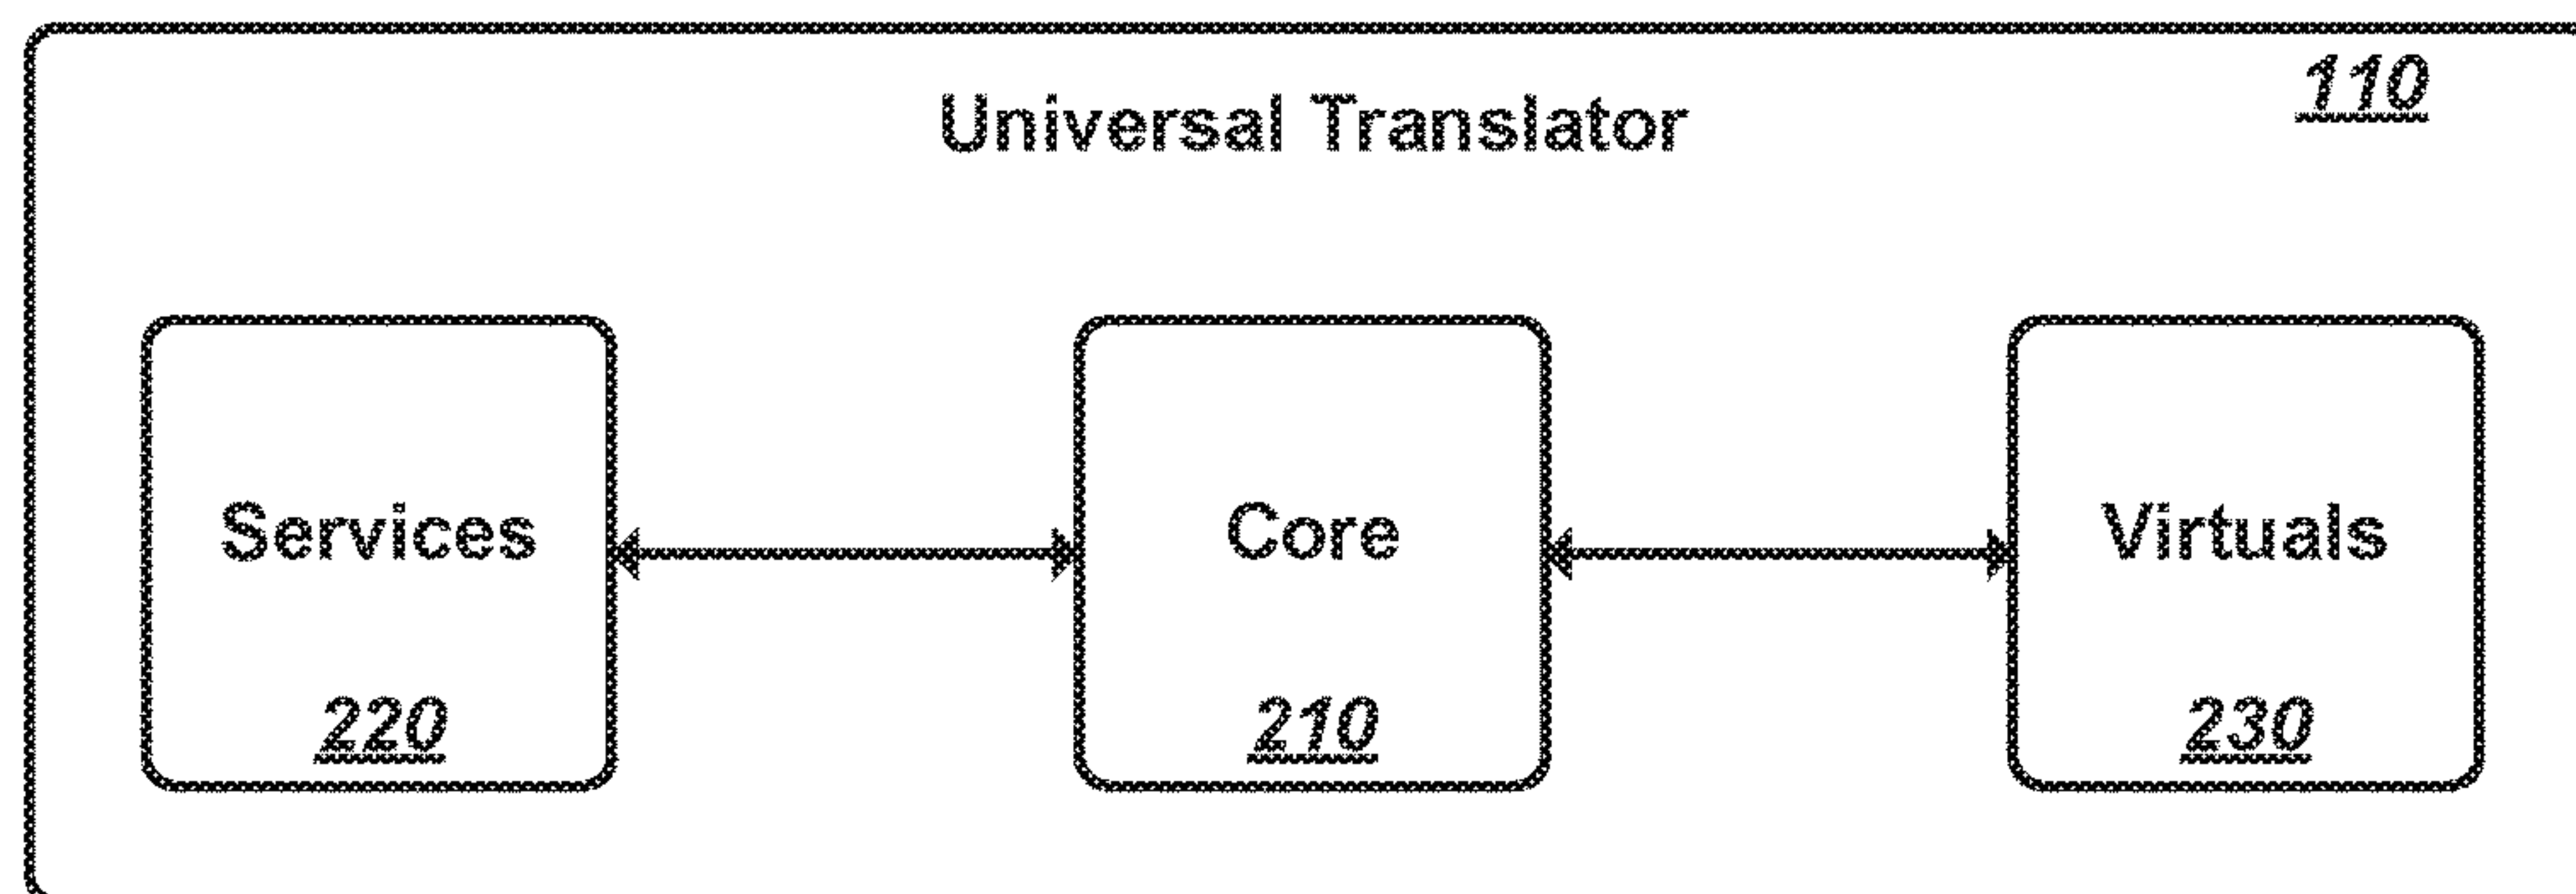 110
Universal Translator
Services
Core
Virtuals
220
210
230